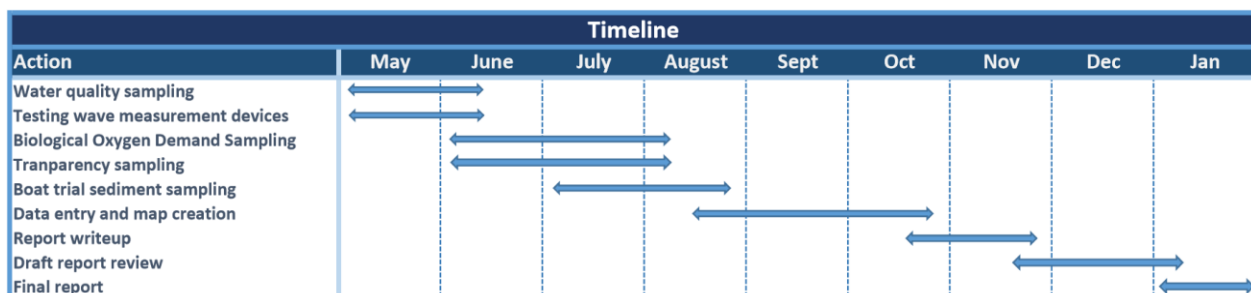 Timeline
Action May June July August Sept Oct Nov Dec Jan
Water quality sampling
Testing wave measurement devices
Biological Oxygen Demand Sampling
Tranparency sampling
Boat trial sediment sampling
Data entry and map creation
Report writeup
Draft report review
Final report